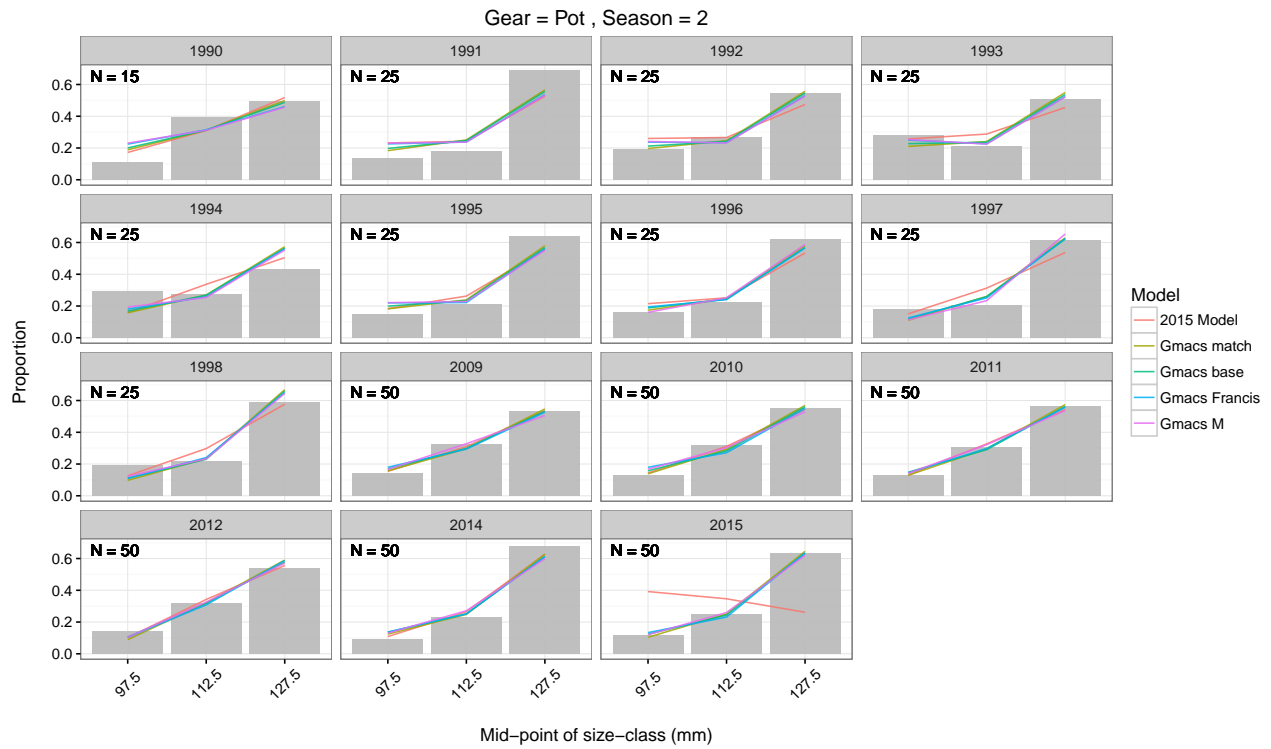 Gear = Pot , Season = 2
1990
1991
1992
1993
N = 15
N = 25
N = 25
N = 25
0.6
0.4
0.2
0.0
1994
1995
1996
1997
N = 25
N = 25
N = 25
N = 25
0.6
0.4
0.2
0.0
1998
2009
2010
2011
N = 25
N = 50
N = 50
N = 50
0.6
0.4
0.2
0.0
2012
2014
2015
N = 50
N = 50
N = 50
0.6
0.4
0.2
0.0
97.5
112.5
127.5
97.5
112.5
127.5
97.5
112.5
127.5
Proportion
Mid−point of size−class (mm)
Model
2015 Model
Gmacs match
Gmacs base
Gmacs Francis
Gmacs M